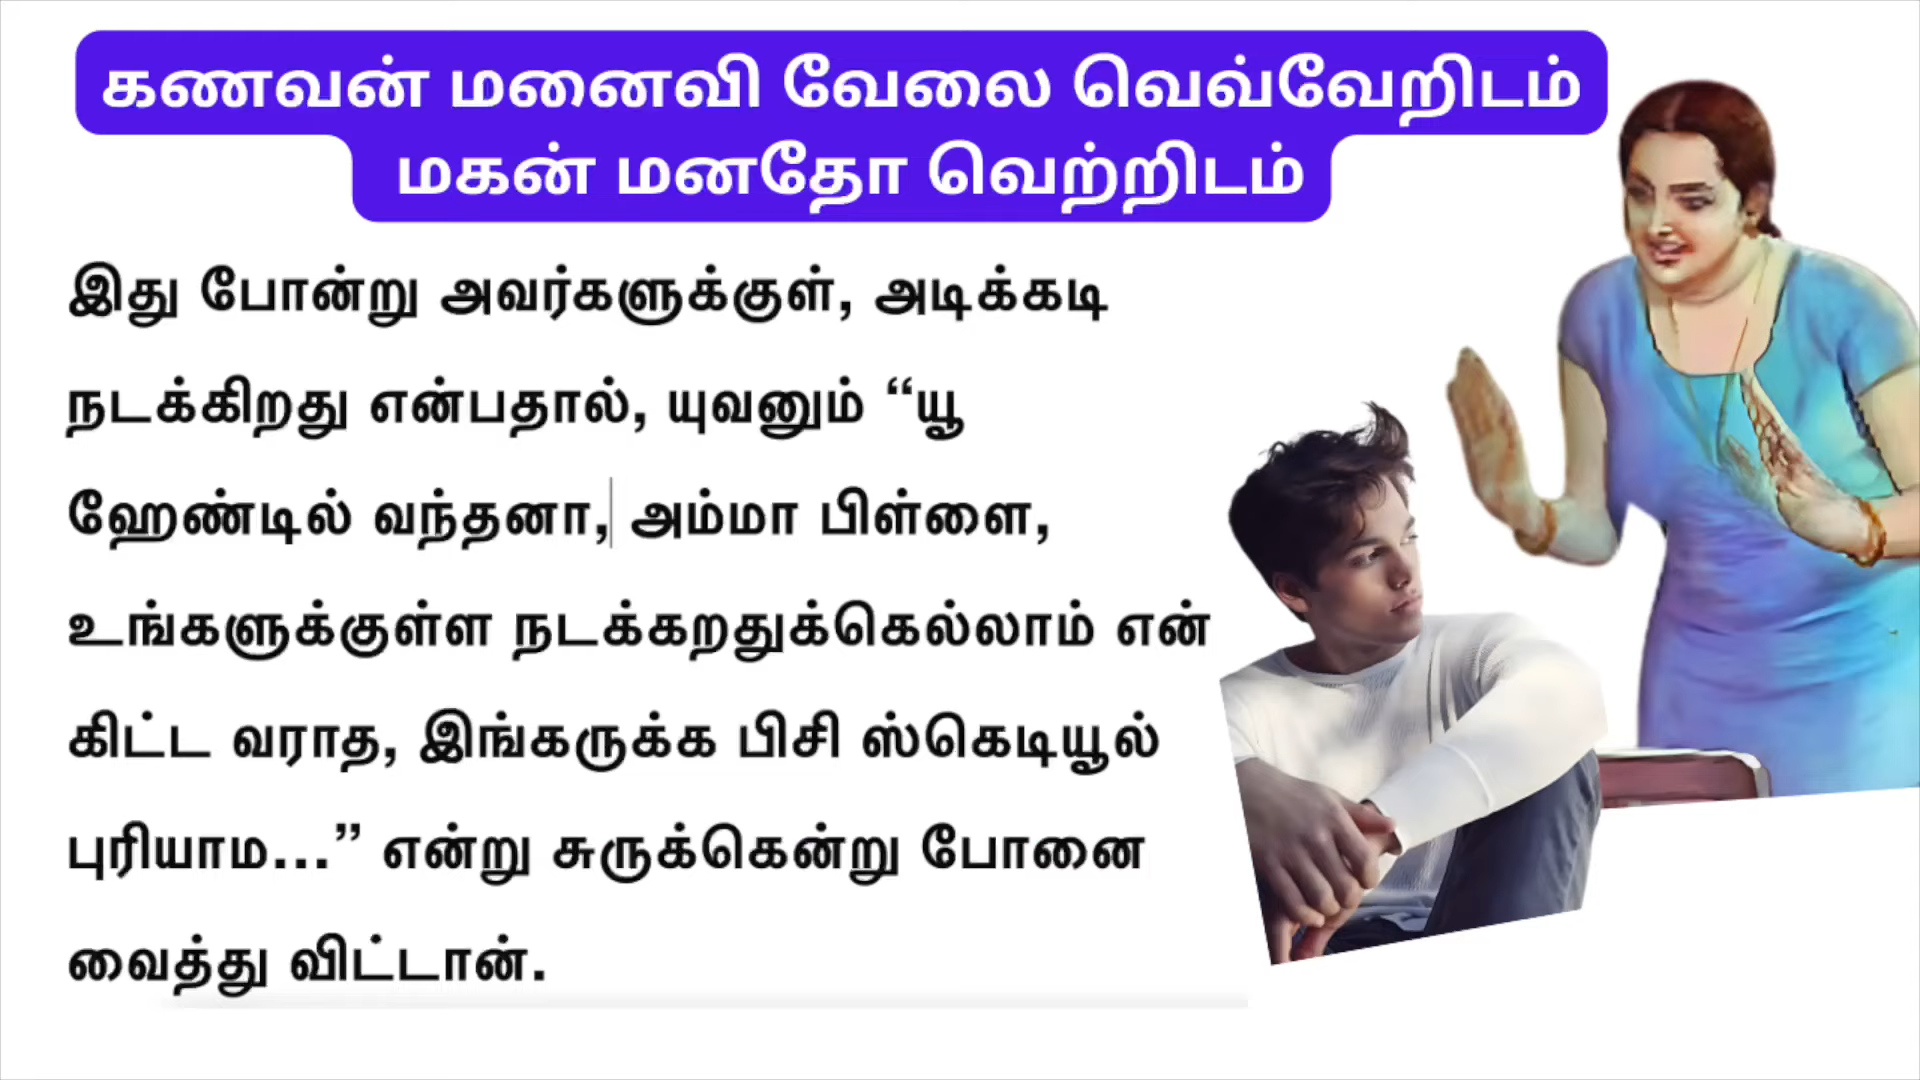 கணவன் மனைவி வேலை வெவ்வேறிடம்
மகன் மனதோ வெற்றிடம்
இது போன்று அவர்களுக்குள், அடிக்கடி
நடக்கிறது என்பதால், யுவனும் “யூ
ஹேண்டில் வந்தனா, அம்மா பிள்ளை,
உங்களுக்குள்ள நடக்கறதுக்கெல்லாம் என்
கிட்ட வராத, இங்கருக்க பிசி ஸ்கெடியூல்
புரியாம...” என்று சுருக்கென்று போனை
வைத்து விட்டான்.